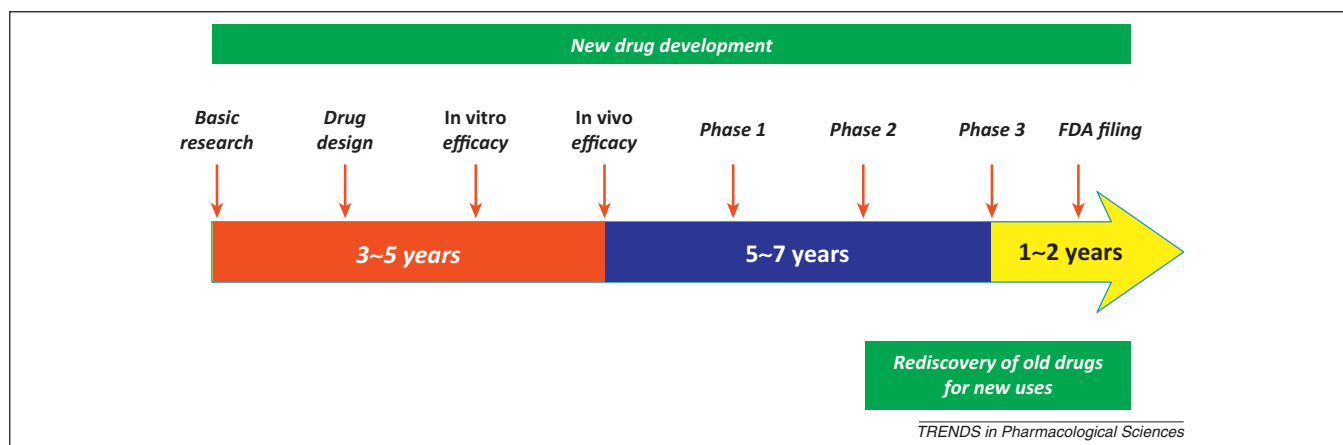 New drug development
Basic
research
Drug
design
In vitro
efficacy
In vivo
efficacy
Phase 1
Phase 2
Phase 3
FDA filing
3~5 years
5~7 years
1~2 years
Rediscovery of old drugs
for new uses
TRENDS in Pharmacological Sciences